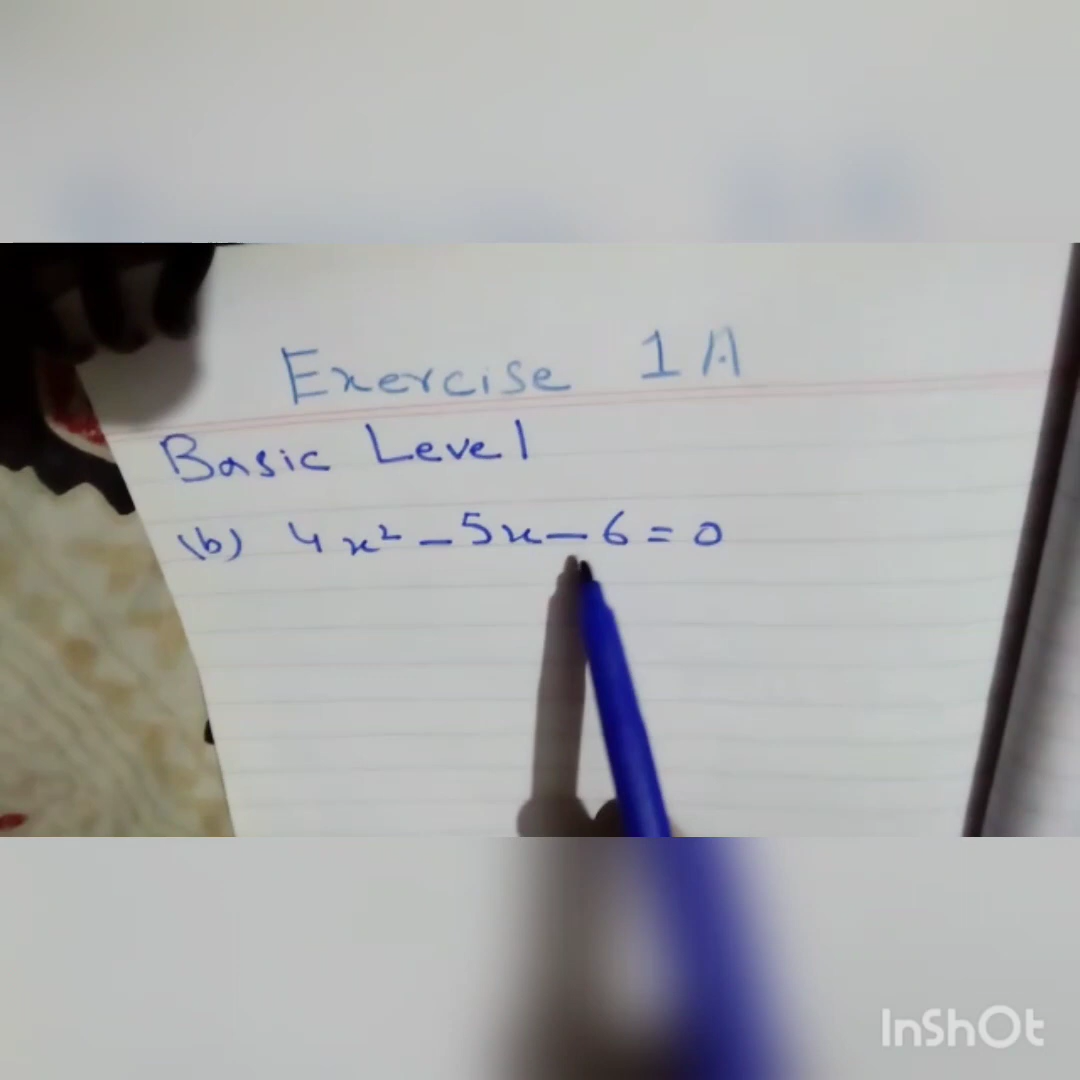 Exercise 1A
Basic Level
(b) 4x² - 5x - 6 = 0
InShOt